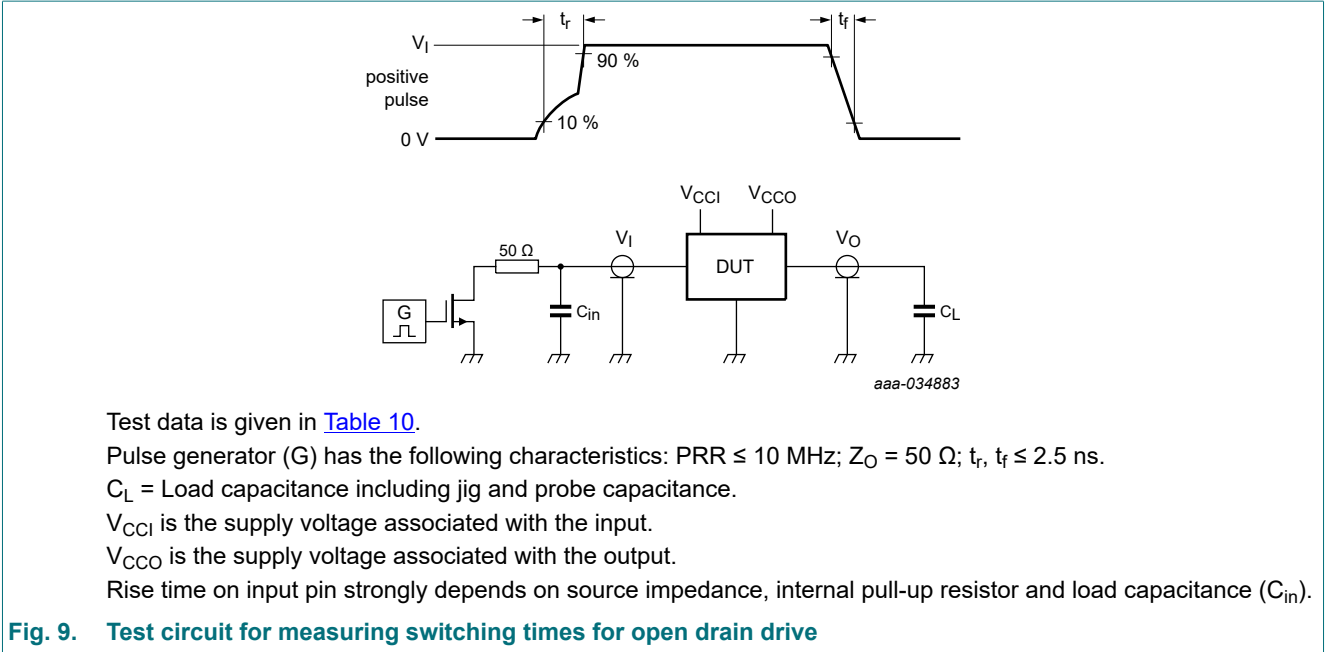 tr
tf
VI
90 %
positive
pulse
10 %
0 V
VCCI VCCO
50 Ω
VI
VO
DUT
G
Cin
CL
aaa-034883
Test data is given in Table 10.
Pulse generator (G) has the following characteristics: PRR ≤ 10 MHz; ZO = 50 Ω; tr, tf ≤ 2.5 ns.
CL = Load capacitance including jig and probe capacitance.
VCCI is the supply voltage associated with the input.
VCCO is the supply voltage associated with the output.
Rise time on input pin strongly depends on source impedance, internal pull-up resistor and load capacitance (Cin).
Fig. 9. Test circuit for measuring switching times for open drain drive